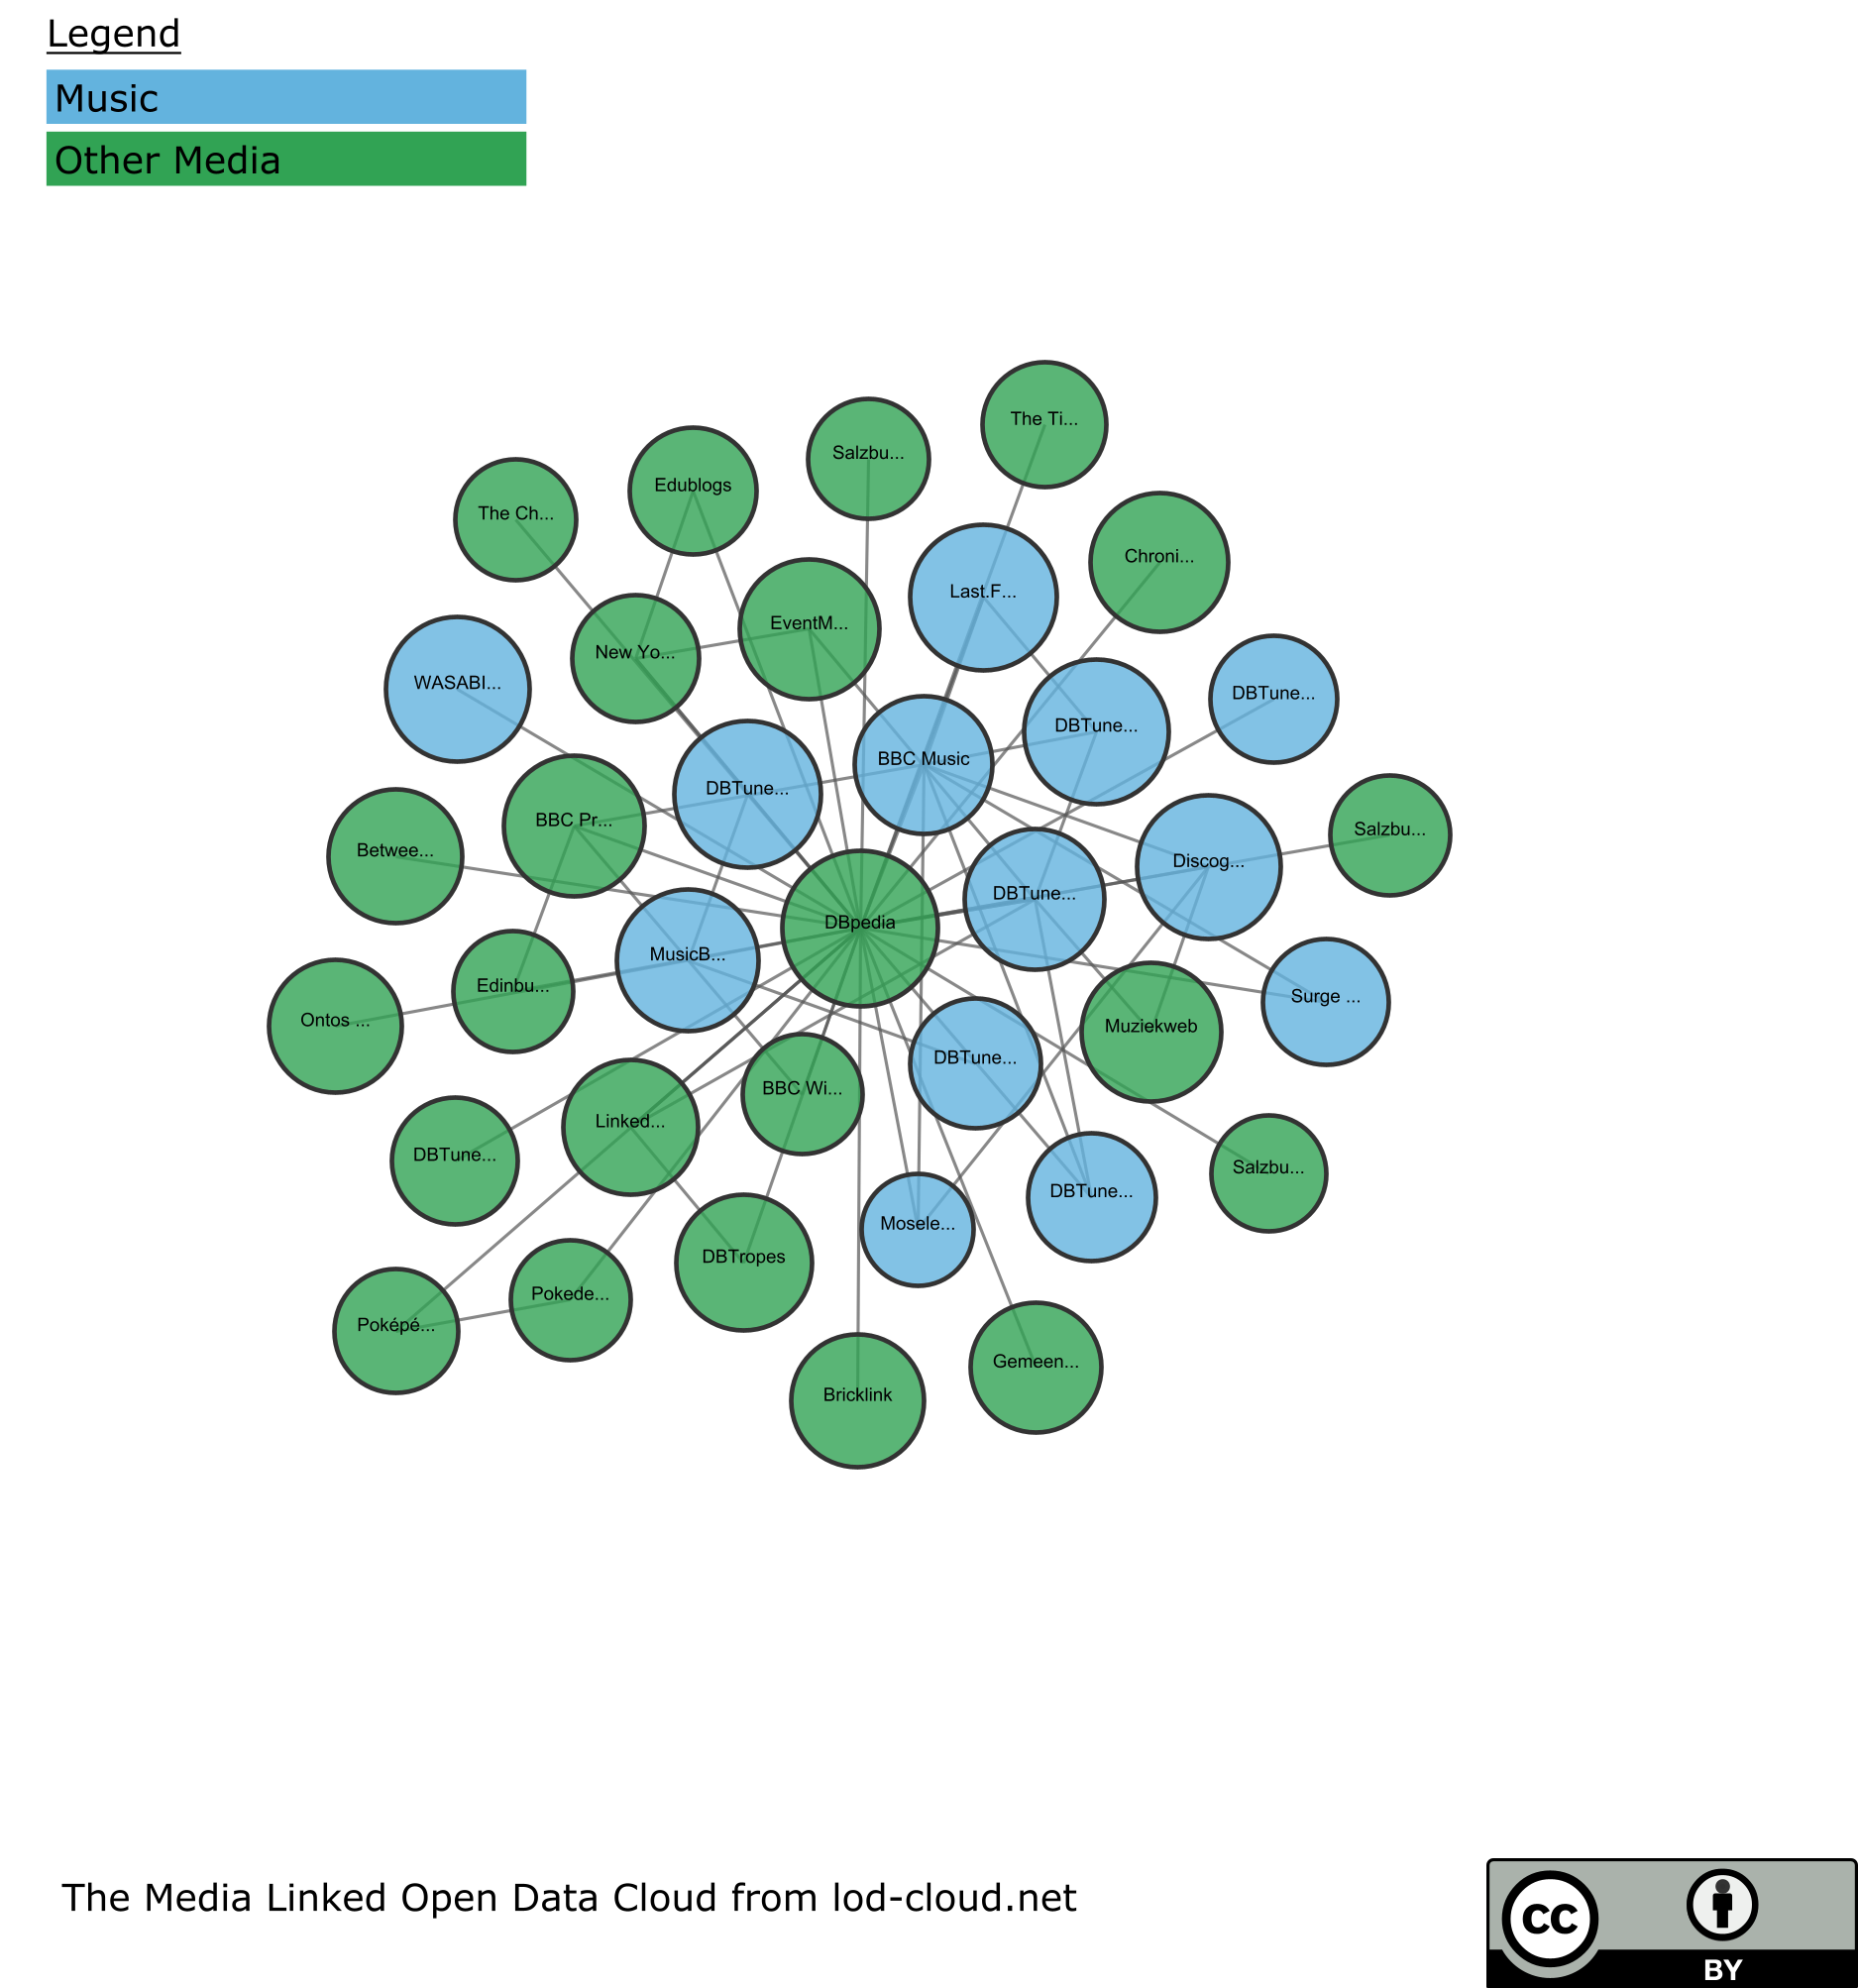 Legend
Music
Other Media
The Ti...
Salzbu...
Edublogs
The Ch...
Chroni...
Last.F...
EventM...
New Yo...
WASABI...
DBTune...
DBTune...
BBC Music
DBTune...
BBC Pr...
Salzbu...
Betwee...
Discog...
DBTune...
DBpedia
MusicB...
Edinbu...
Surge ...
Ontos ...
Muziekweb
DBTune...
BBC Wi...
Linked...
DBTune...
Salzbu...
DBTune...
Mosele...
DBTropes
Pokede...
Poképé...
Gemeen...
Bricklink
The Media Linked Open Data Cloud from lod-cloud.net
cc
BY